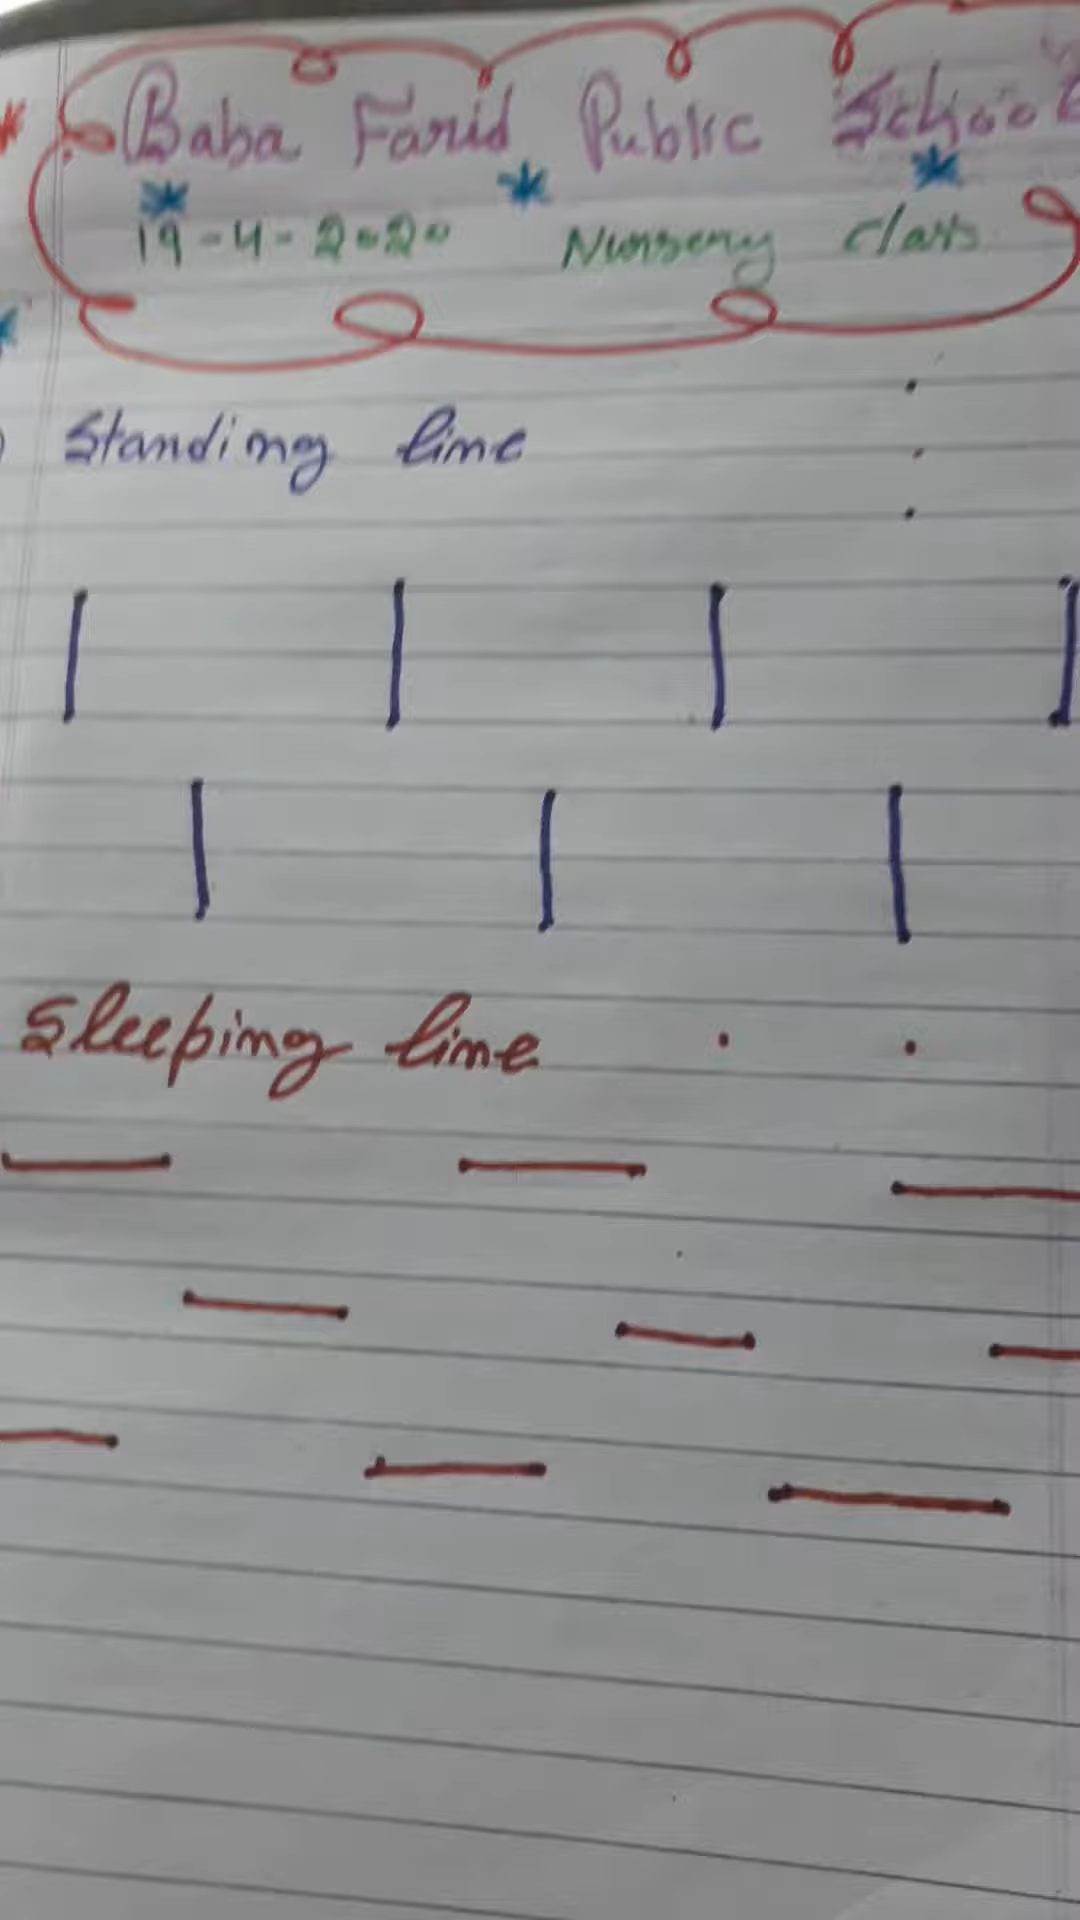 Baba Farid Public School
19-4-2020 Nursery class
Standing line
Sleeping line